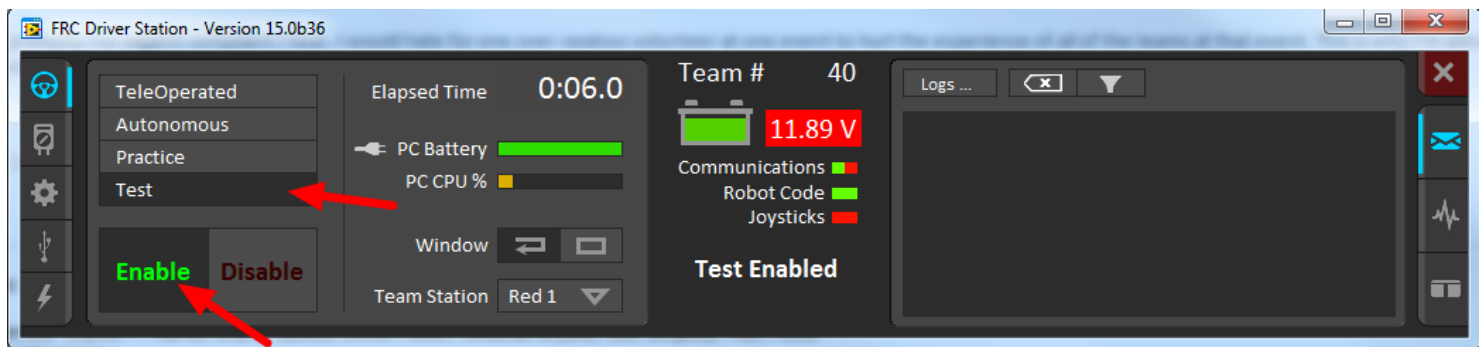 FRC Driver Station - Version 15.0b36
TeleOperated
Autonomous
Practice
Test
Enable Disable
Elapsed Time 0:06.0
PC Battery
PC CPU %
Window
Team Station Red 1
Team # 40
11.89 V
Communications
Robot Code
Joysticks
Test Enabled
Logs ...